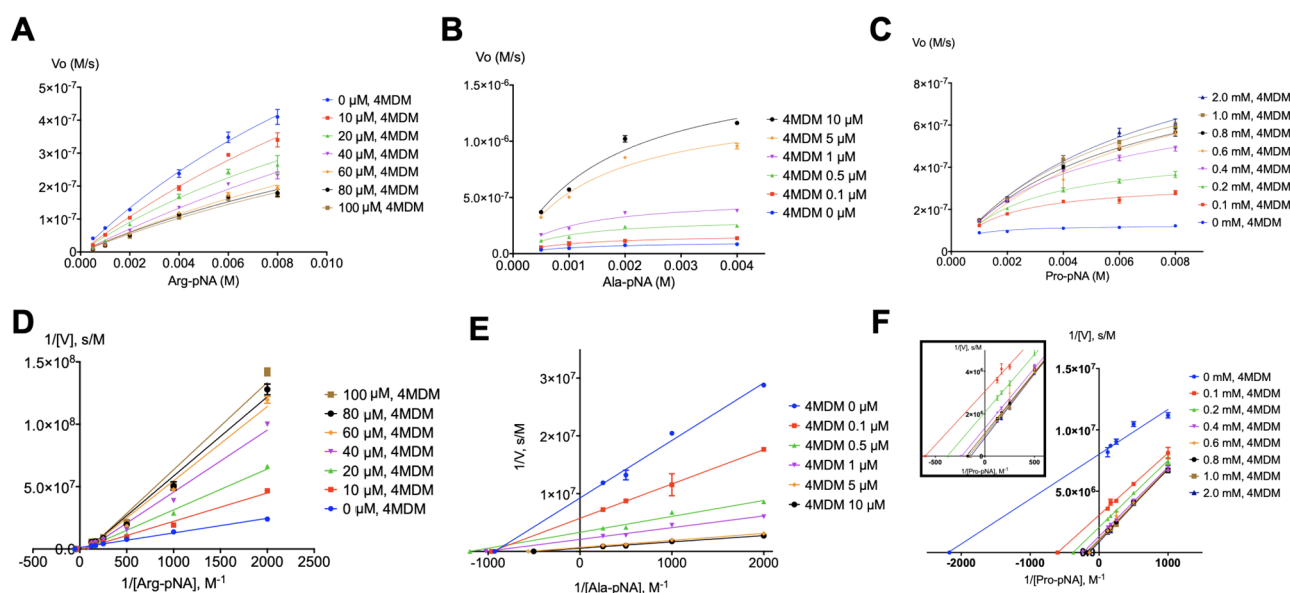 A
Vo (M/s)
5×10-7
4×10-7
3×10-7
2×10-7
1×10-7
0
0.000
0.002
0.004
0.006
0.008
0.010
Arg-pNA (M)
0 µM, 4MDM
10 µM, 4MDM
20 µM, 4MDM
40 µM, 4MDM
60 µM, 4MDM
80 µM, 4MDM
100 µM, 4MDM
B
Vo (M/s)
1.5×10-6
1.0×10-6
5.0×10-7
0.0
0.000
0.001
0.002
0.003
0.004
Ala-pNA (M)
4MDM 10 µM
4MDM 5 µM
4MDM 1 µM
4MDM 0.5 µM
4MDM 0.1 µM
4MDM 0 µM
C
Vo (M/s)
8×10-7
6×10-7
4×10-7
2×10-7
0
0.000
0.002
0.004
0.006
0.008
Pro-pNA (M)
2.0 mM, 4MDM
1.0 mM, 4MDM
0.8 mM, 4MDM
0.6 mM, 4MDM
0.4 mM, 4MDM
0.2 mM, 4MDM
0.1 mM, 4MDM
0 mM, 4MDM
D
1/[V], s/M
1.5×10⁸
1.0×10⁸
5.0×10⁷
0.0
-500
0
500
1000
1500
2000
2500
1/[Arg-pNA], M⁻¹
100 µM, 4MDM
80 µM, 4MDM
60 µM, 4MDM
40 µM, 4MDM
20 µM, 4MDM
10 µM, 4MDM
0 µM, 4MDM
E
1/V, s/M
3×10⁷
2×10⁷
1×10⁷
0
-1000
0
1000
2000
1/[Ala-pNA], M⁻¹
4MDM 0 µM
4MDM 0.1 µM
4MDM 0.5 µM
4MDM 1 µM
4MDM 5 µM
4MDM 10 µM
F
1/[V], s/M
1.0×10⁷
5.0×10⁶
-2000
-1000
0
1000
1/[Pro-pNA], M⁻¹
0 mM, 4MDM
0.1 mM, 4MDM
0.2 mM, 4MDM
0.4 mM, 4MDM
0.6 mM, 4MDM
0.8 mM, 4MDM
1.0 mM, 4MDM
2.0 mM, 4MDM
1/[V], s/M
4×10⁶
2×10⁶
-500
0
500
1/[Pro-pNA], M⁻¹